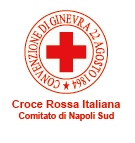 CONVENZIONE DI GINEVRA 22 AGOSTO 1864
Croce Rossa Italiana
Comitato di Napoli Sud